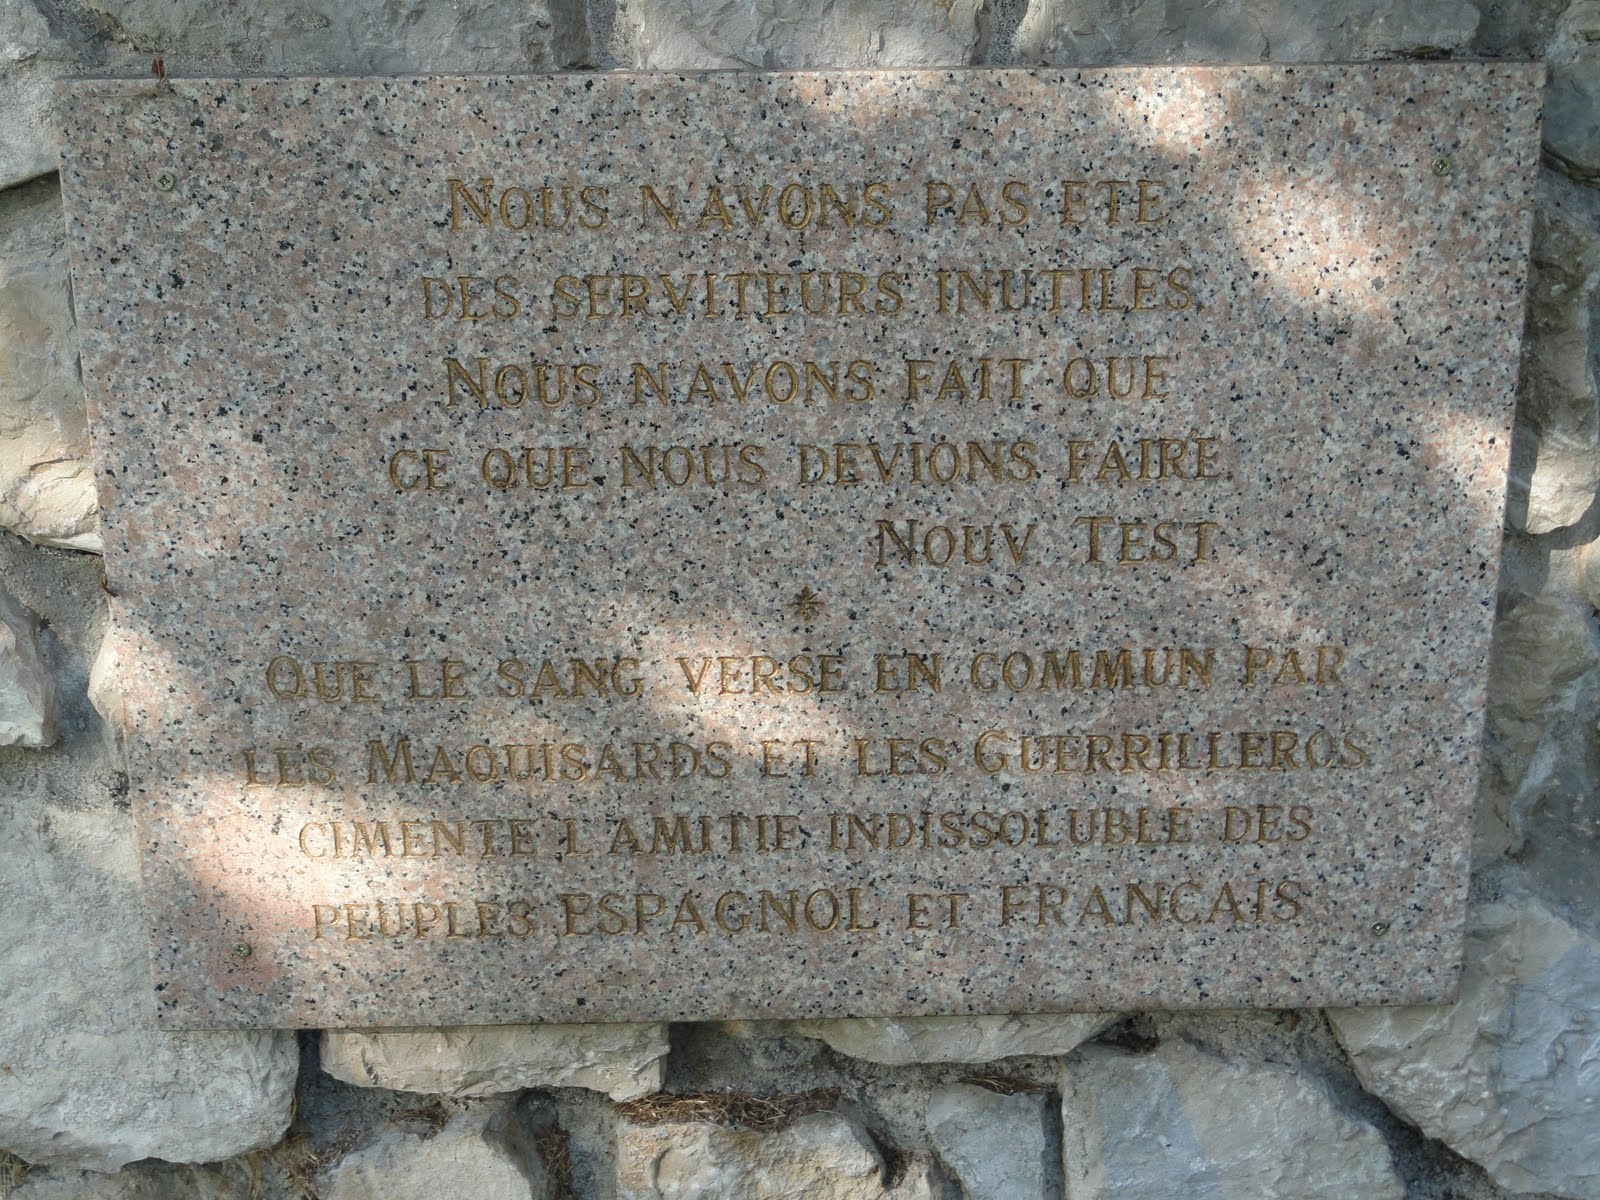 NOUS N AVONS PAS ETE
DES SERVITEURS INUTILES.
NOUS N AVONS FAIT QUE
CE QUE NOUS DEVIONS FAIRE
NOUV TEST
QUE LE SANG VERSE EN COMMUN PAR
LES MAQUISARDS ET LES GUERRILLEROS
CIMENTE L AMITIE INDISSOLUBLE DES
PEUPLES ESPAGNOL ET FRANCAIS